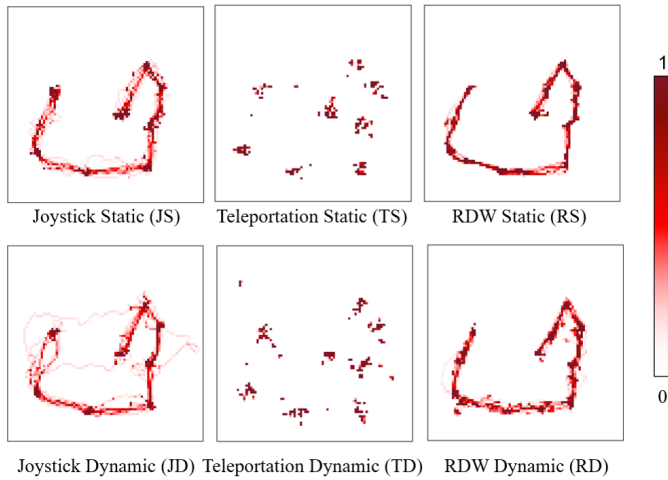 1
Joystick Static (JS) Teleportation Static (TS) RDW Static (RS)
Joystick Dynamic (JD) Teleportation Dynamic (TD) RDW Dynamic (RD)
0